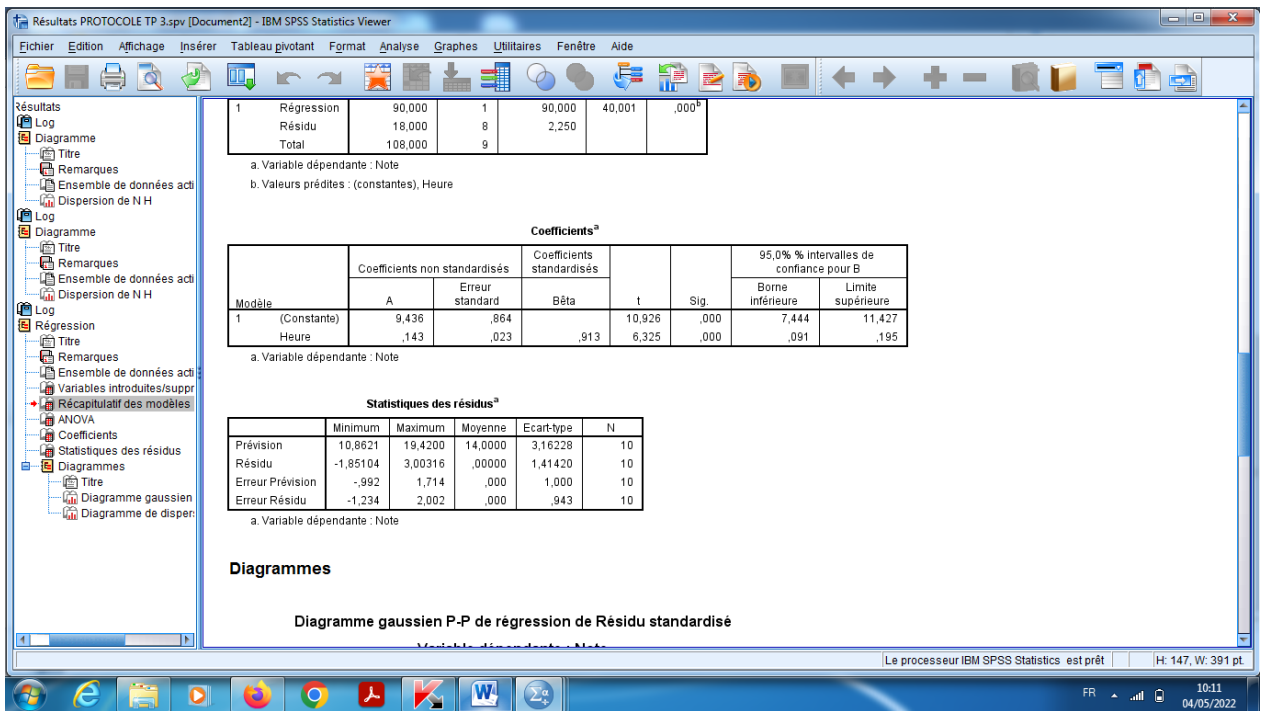 Résultats PROTOCOLE TP 3.spv [Document2] - IBM SPSS Statistics Viewer
Fichier Edition Affichage Insérer Tableau pivotant Format Analyse Graphes Utilitaires Fenêtre Aide
Résultats
Log
Diagramme
Titre
Remarques
Ensemble de données acti
Dispersion de N H
Log
Diagramme
Titre
Remarques
Ensemble de données acti
Dispersion de N H
Log
Régression
Titre
Remarques
Ensemble de données acti
Variables introduites/suppr
Récapitulatif des modèles
ANOVA
Coefficients
Statistiques des résidus
Diagrammes
Titre
Diagramme gaussien
Diagramme de dispers
1 Régression 90,000 1 90,000 40,001 ,000b
Résidu 18,000 8 2,250
Total 108,000 9
a. Variable dépendante : Note
b. Valeurs prédites : (constantes), Heure
Coefficientsa
Coefficients non standardisés Coefficients standardisés 95,0% % intervalles de confiance pour B
Modèle A Erreur standard Bêta t Sig. Borne inférieure Limite supérieure
1 (Constante) 9,436 ,864 10,926 ,000 7,444 11,427
Heure ,143 ,023 ,913 6,325 ,000 ,091 ,195
a. Variable dépendante : Note
Statistiques des résidusa
Minimum Maximum Moyenne Ecart-type N
Prévision 10,8621 19,4200 14,0000 3,16228 10
Résidu -1,85104 3,00316 ,00000 1,41420 10
Erreur Prévision -,992 1,714 ,000 1,000 10
Erreur Résidu -1,234 2,002 ,000 ,943 10
a. Variable dépendante : Note
Diagrammes
Diagramme gaussien P-P de régression de Résidu standardisé
Variable dépendante : Note
Le processeur IBM SPSS Statistics est prêt H: 147, W: 391 pt.
FR 10:11
04/05/2022